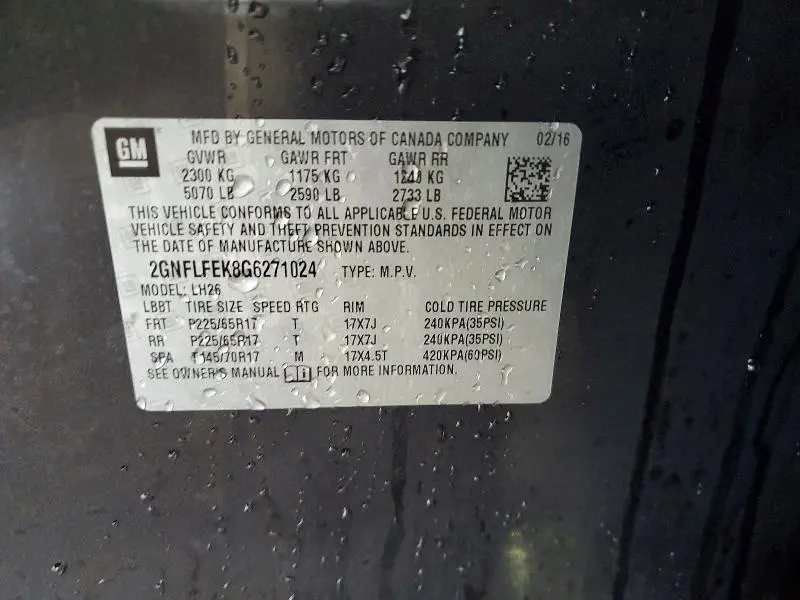 GM
MFD BY GENERAL MOTORS OF CANADA COMPANY 02/16
GVWR GAWR FRT GAWR RR
2300 KG 1175 KG 1240 KG
5070 LB 2590 LB 2733 LB
THIS VEHICLE CONFORMS TO ALL APPLICABLE U.S. FEDERAL MOTOR
VEHICLE SAFETY AND THEFT PREVENTION STANDARDS IN EFFECT ON
THE DATE OF MANUFACTURE SHOWN ABOVE.
2GNFLFEK8G6271024 TYPE: M.P.V.
MODEL: LH26
LBBT TIRE SIZE SPEED RTG RIM COLD TIRE PRESSURE
FRT P225/65R17 T 17X7J 240KPA(35PSI)
RR P225/65R17 T 17X7J 240KPA(35PSI)
SPA T145/70R17 M 17X4.5T 420KPA(60PSI)
SEE OWNER'S MANUAL FOR MORE INFORMATION.